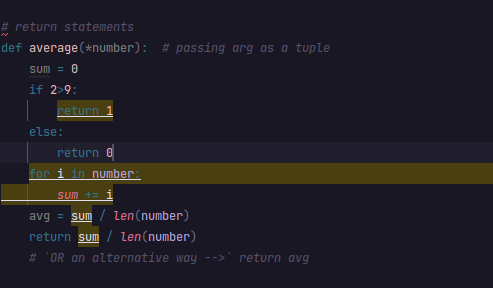 # return statements
def average(*number):  # passing arg as a tuple
    sum = 0
    if 2>9:
        return 1
    else:
        return 0
    for i in number:
        sum += i
    avg = sum / len(number)
    return sum / len(number)
    # `OR an alternative way -->` return avg